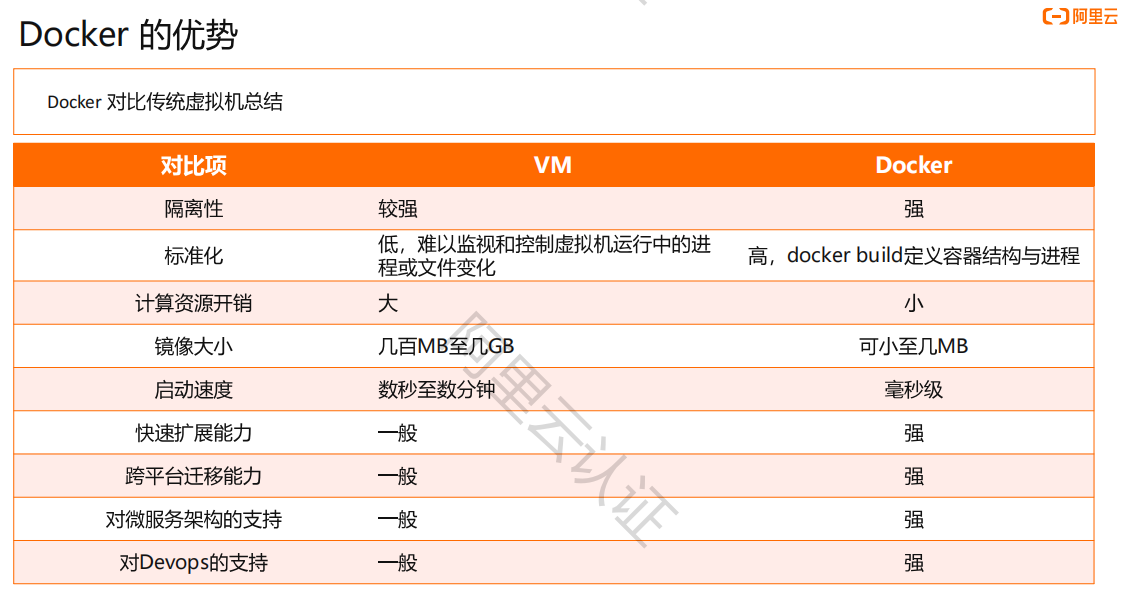 Docker 的优势
阿里云
Docker 对比传统虚拟机总结
对比项 VM Docker
隔离性 较强 强
标准化 低，难以监视和控制虚拟机运行中的进
程或文件变化 高，docker build定义容器结构与进程
计算资源开销 大 小
镜像大小 几百MB至几GB 可小至几MB
启动速度 数秒至数分钟 毫秒级
快速扩展能力 一般 强
跨平台迁移能力 一般 强
对微服务架构的支持 一般 强
对Devops的支持 一般 强
阿里云认证